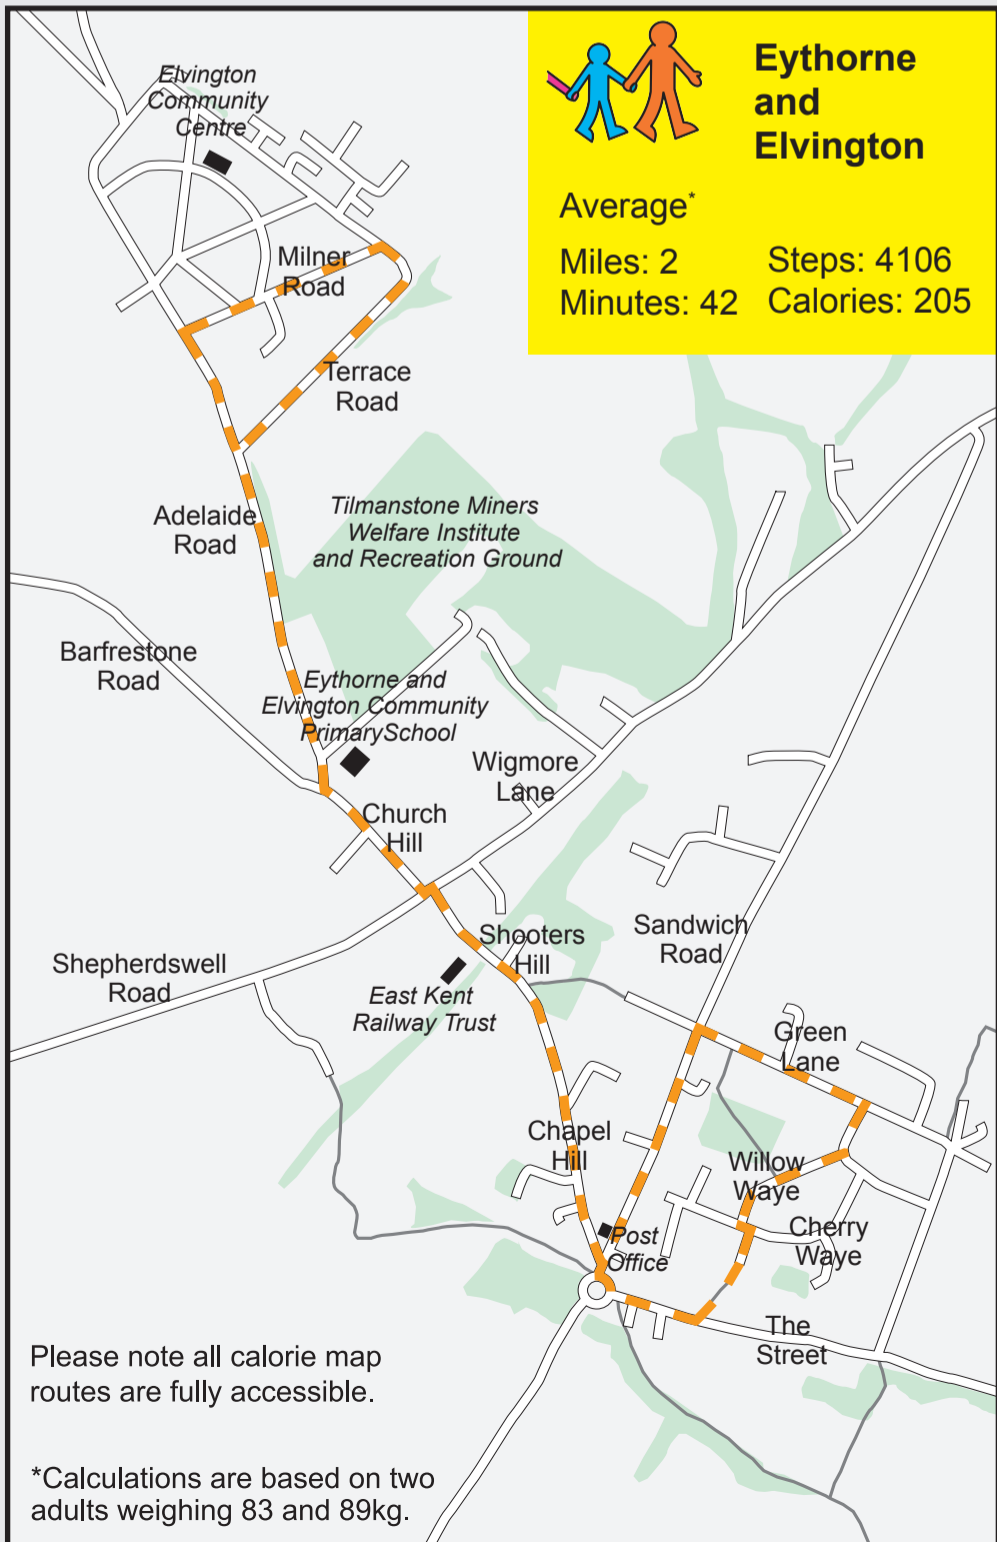 Eythorne
and
Elvington
Average*
Miles: 2
Steps: 4106
Minutes: 42
Calories: 205
Elvington
Community
Centre
Milner
Road
Terrace
Road
Adelaide
Road
Tilmanstone Miners
Welfare Institute
and Recreation Ground
Barfrestone
Road
Eythorne and
Elvington Community
PrimarySchool
Wigmore
Lane
Church
Hill
Shepherdswell
Road
Shooters
Hill
Sandwich
Road
East Kent
Railway Trust
Green
Lane
Chapel
Hill
Willow
Waye
Cherry
Waye
Post
Office
The
Street
Please note all calorie map
routes are fully accessible.
*Calculations are based on two
adults weighing 83 and 89kg.